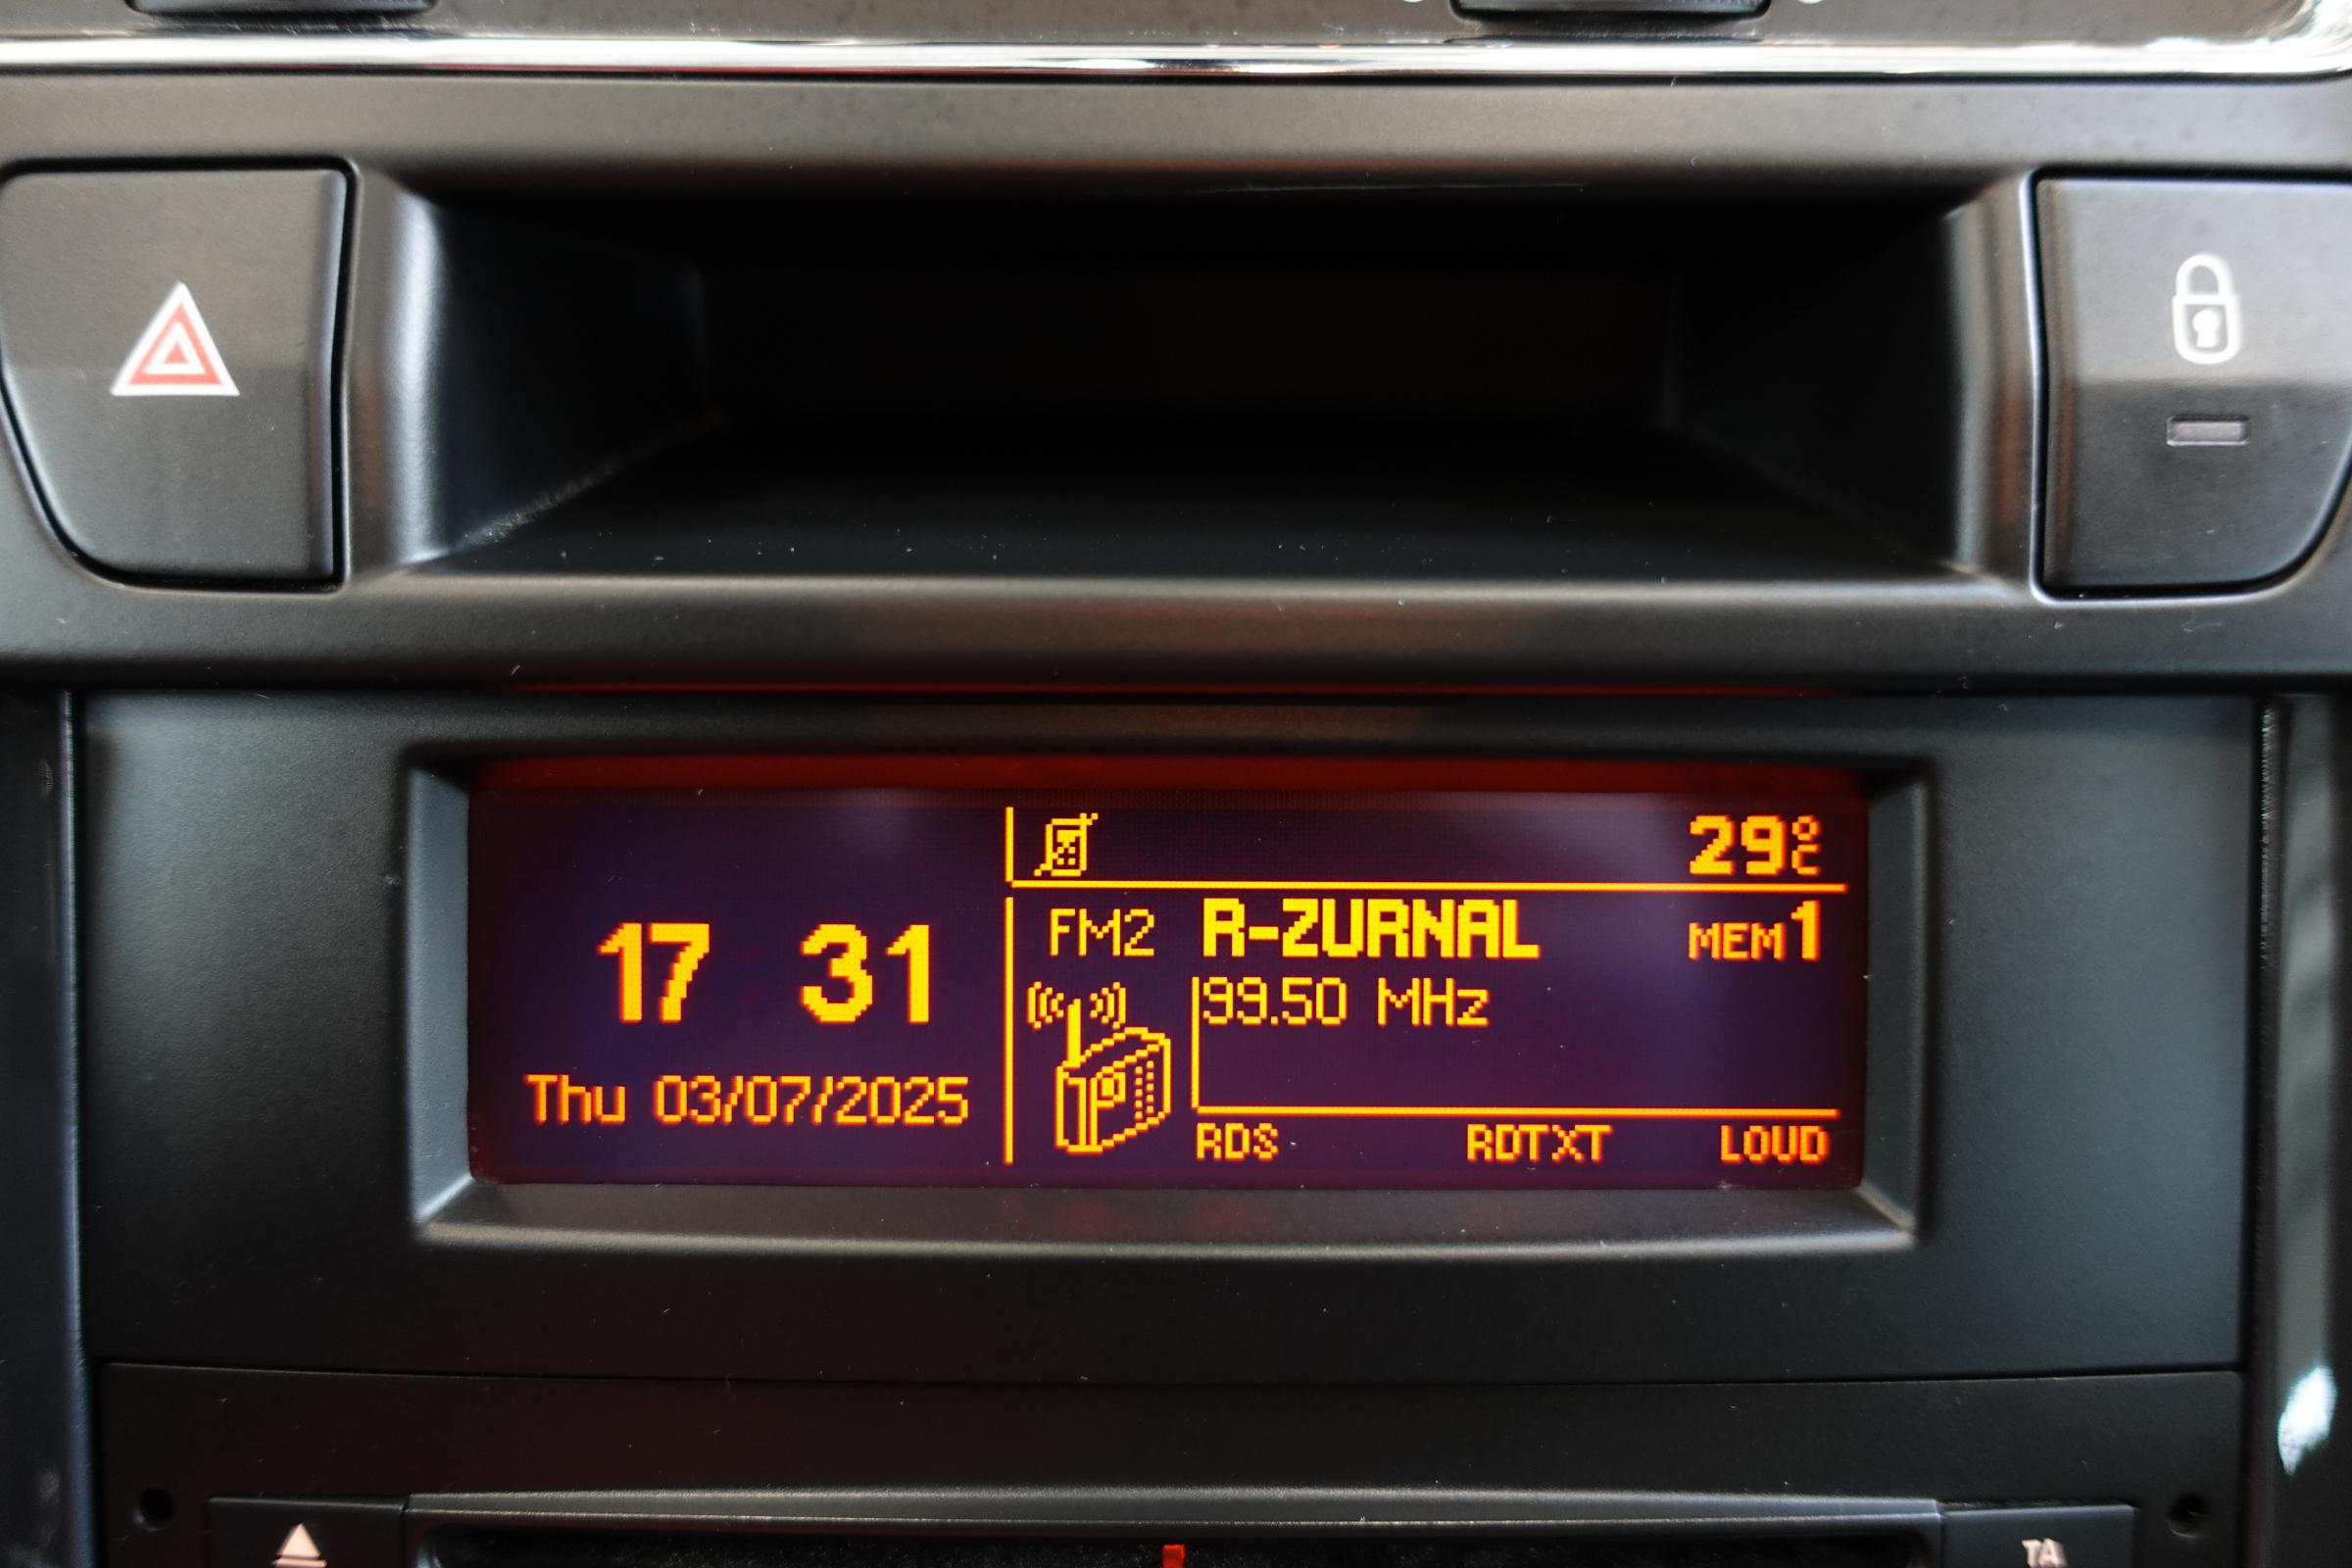 29°C
17 31
Thu 03/07/2025
FM2 R-ZURNAL MEM1
99.50 MHz
RDS RDTXT LOUD
TA